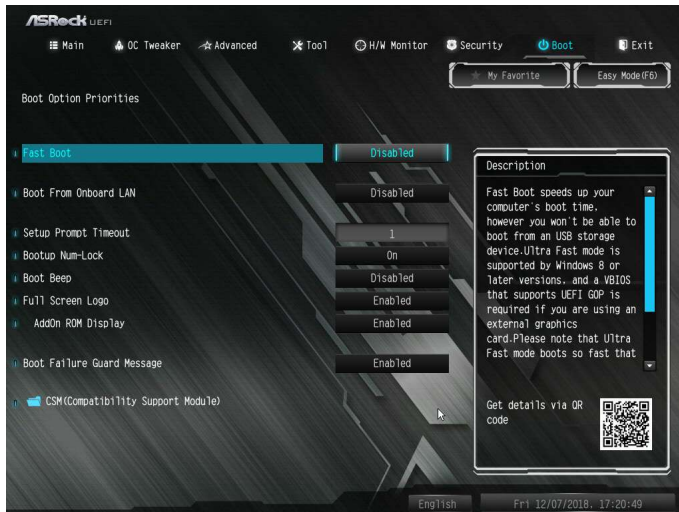 ASRock UEFI
Main OC Tweaker Advanced Tool H/W Monitor Security Boot Exit
My Favorite Easy Mode(F6)
Boot Option Priorities
Fast Boot Disabled
Boot From Onboard LAN Disabled
Setup Prompt Timeout 1
Bootup Num-Lock On
Boot Beep Disabled
Full Screen Logo Enabled
AddOn ROM Display Enabled
Boot Failure Guard Message Enabled
CSM(Compatibility Support Module)
Description
Fast Boot speeds up your
computer's boot time.
however you won't be able to
boot from an USB storage
device.Ultra Fast mode is
supported by Windows 8 or
later versions. and a VBIOS
that supports UEFI GOP is
required if you are using an
external graphics
card.Please note that Ultra
Fast mode boots so fast that
Get details via QR
code
English Fri 12/07/2018, 17:20:49